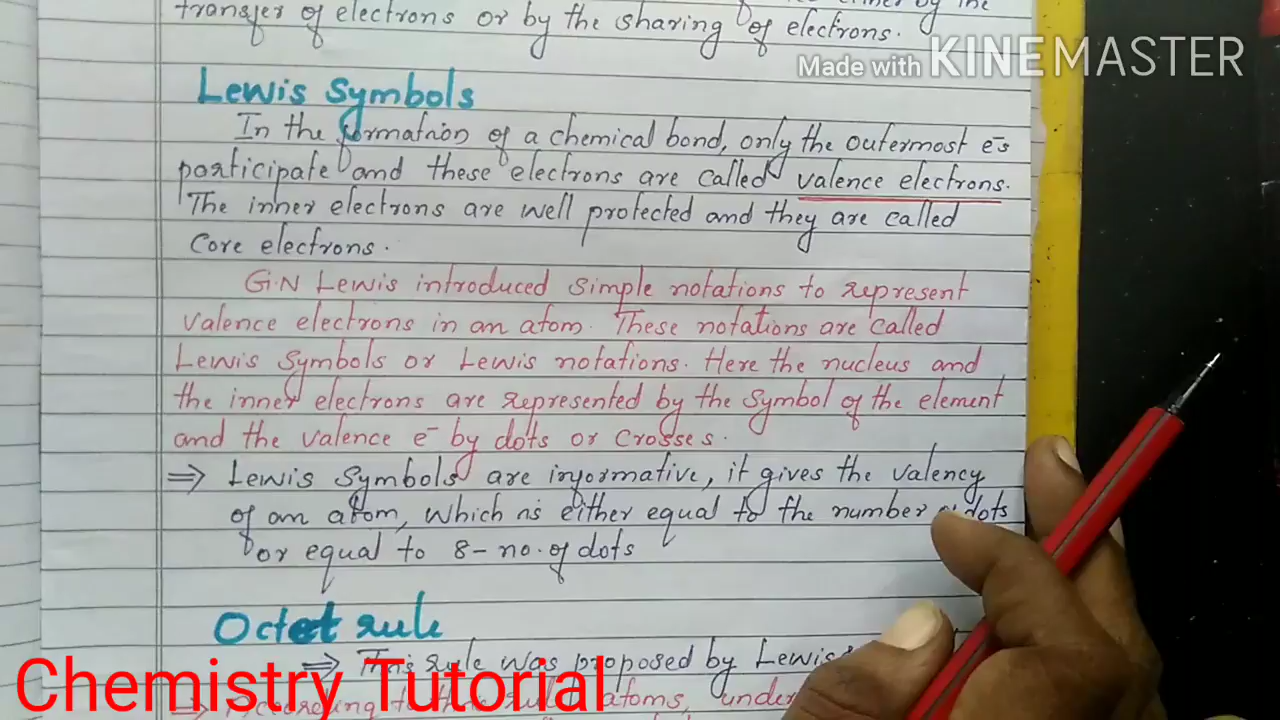 transfer of electrons or by the sharing of electrons.
Made with KINEMASTER
Lewis Symbols
In the formation of a chemical bond, only the outermost e⁻s
participate and these electrons are called valence electrons.
The inner electrons are well protected and they are called
Core electrons.
G.N Lewis introduced simple notations to represent
valence electrons in an atom. These notations are called
Lewis Symbols or Lewis notations. Here the nucleus and
the inner electrons are represented by the symbol of the element
and the valence e⁻ by dots or crosses.
⇒ Lewis symbols are informative, it gives the valency
of an atom, which is either equal to the number of dots
or equal to 8 - no. of dots
Octet rule
⇒ This rule was proposed by Lewis
⇒ According to this rule atoms, under
Chemistry Tutorial